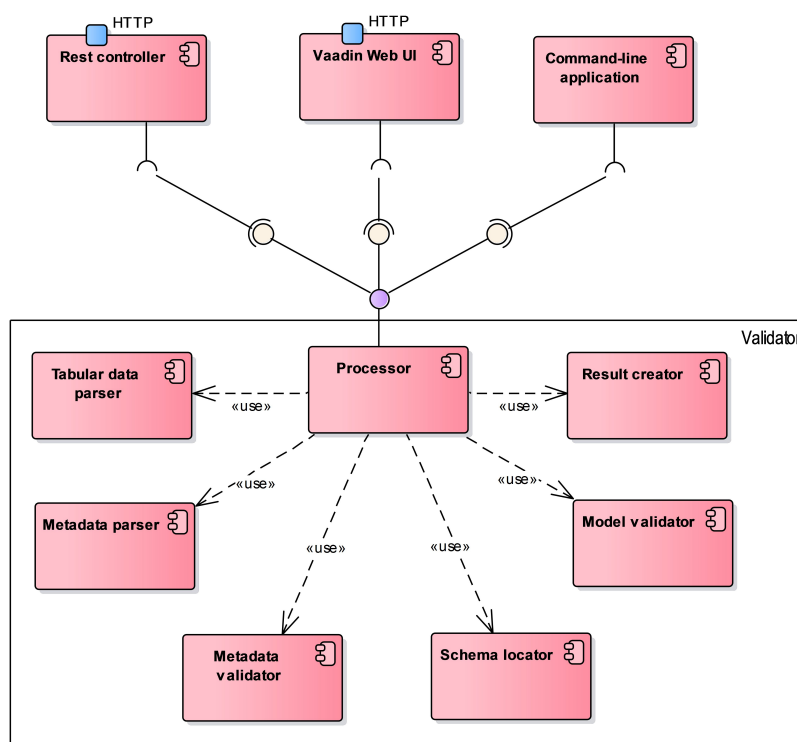 HTTP
HTTP
Rest controller
Vaadin Web UI
Command-line
application
Validator
Tabular data
parser
Processor
Result creator
«use»
«use»
Metadata parser
«use»
«use»
Model validator
«use»
«use»
Metadata
validator
Schema locator